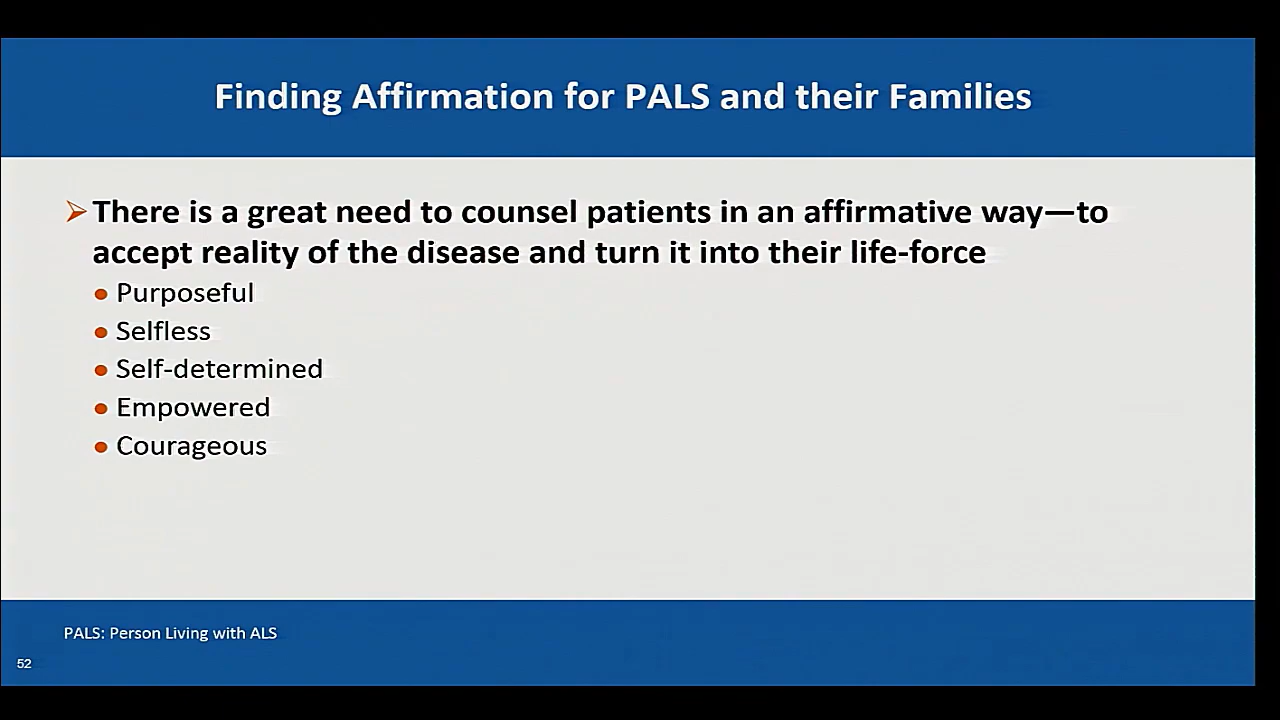 Finding Affirmation for PALS and their Families
There is a great need to counsel patients in an affirmative way—to
accept reality of the disease and turn it into their life-force
Purposeful
Selfless
Self-determined
Empowered
Courageous
PALS: Person Living with ALS
52